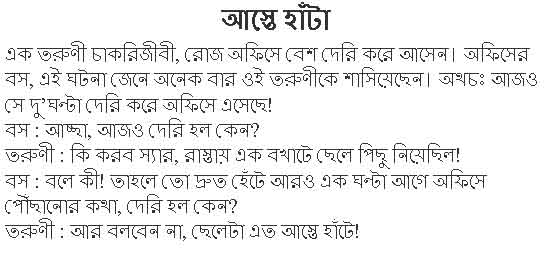 আস্তে হাঁটা
এক তরুণী চাকরিজীবী, রোজ অফিসে বেশ দেরি করে আসেন। অফিসের
বস, এই ঘটনা জেনে অনেক বার ওই তরুণীকে শাসিয়েছেন। অথচঃ আজও
সে দু’ঘন্টা দেরি করে অফিসে এসেছে!
বস : আচ্ছা, আজও দেরি হল কেন?
তরুণী : কি করব স্যার, রাস্তায় এক বখাটে ছেলে পিছু নিয়েছিল!
বস : বলে কী! তাহলে তো দ্রুত হেঁটে আরও এক ঘন্টা আগে অফিসে
পৌঁছানোর কথা, দেরি হল কেন?
তরুণী : আর বলবেন না, ছেলেটা এত আস্তে হাঁটে!